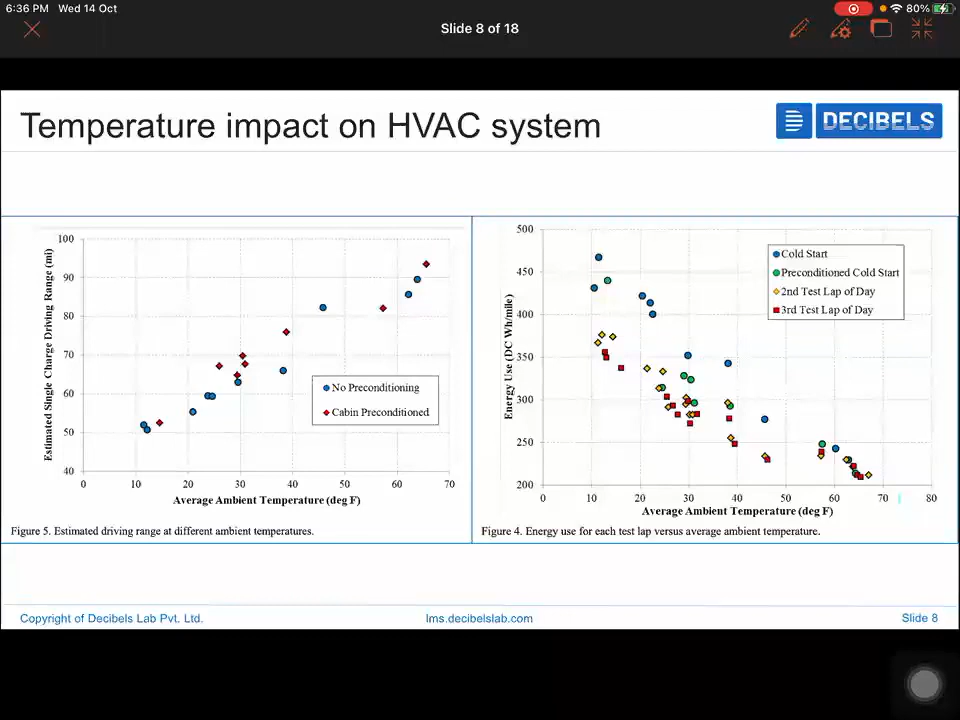 6:36 PM Wed 14 Oct
80%
Slide 8 of 18
Temperature impact on HVAC system
DECIBELS
Estimated Single Charge Driving Range (mi)
100
90
80
70
60
50
40
0 10 20 30 40 50 60 70
Average Ambient Temperature (deg F)
No Preconditioning
Cabin Preconditioned
Figure 5. Estimated driving range at different ambient temperatures.
Energy Use (DC Wh/mile)
500
450
400
350
300
250
200
0 10 20 30 40 50 60 70 80
Average Ambient Temperature (deg F)
Cold Start
Preconditioned Cold Start
2nd Test Lap of Day
3rd Test Lap of Day
Figure 4. Energy use for each test lap versus average ambient temperature.
Copyright of Decibels Lab Pvt. Ltd.
lms.decibelslab.com
Slide 8